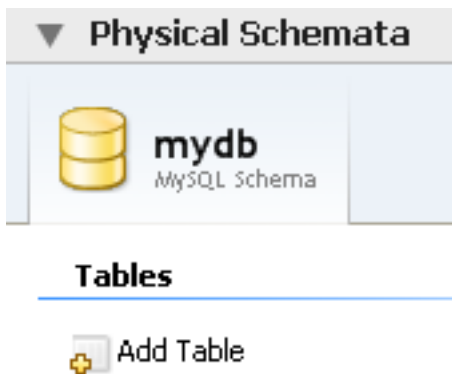 Physical Schemata
mydb
MySQL Schema
Tables
Add Table